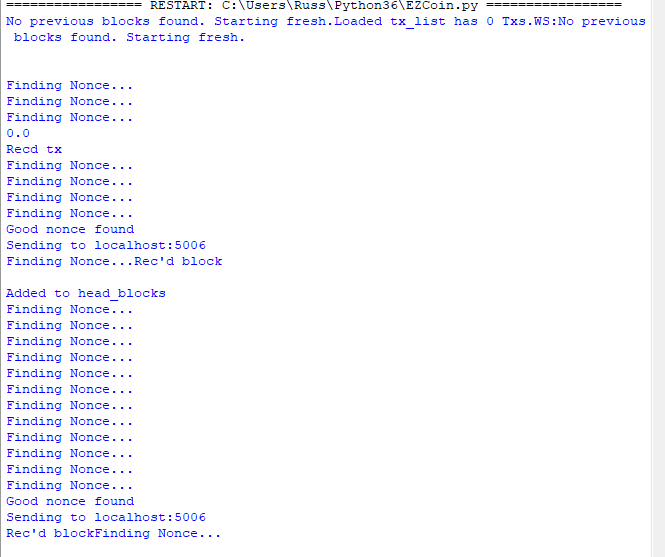 ================= RESTART: C:\Users\Russ\Python36\EZCoin.py =================
No previous blocks found. Starting fresh.Loaded tx_list has 0 Txs.WS:No previous
 blocks found. Starting fresh.
Finding Nonce...
Finding Nonce...
Finding Nonce...
0.0
Recd tx
Finding Nonce...
Finding Nonce...
Finding Nonce...
Finding Nonce...
Good nonce found
Sending to localhost:5006
Finding Nonce...Rec'd block
Added to head_blocks
Finding Nonce...
Finding Nonce...
Finding Nonce...
Finding Nonce...
Finding Nonce...
Finding Nonce...
Finding Nonce...
Finding Nonce...
Finding Nonce...
Finding Nonce...
Finding Nonce...
Finding Nonce...
Good nonce found
Sending to localhost:5006
Rec'd blockFinding Nonce...